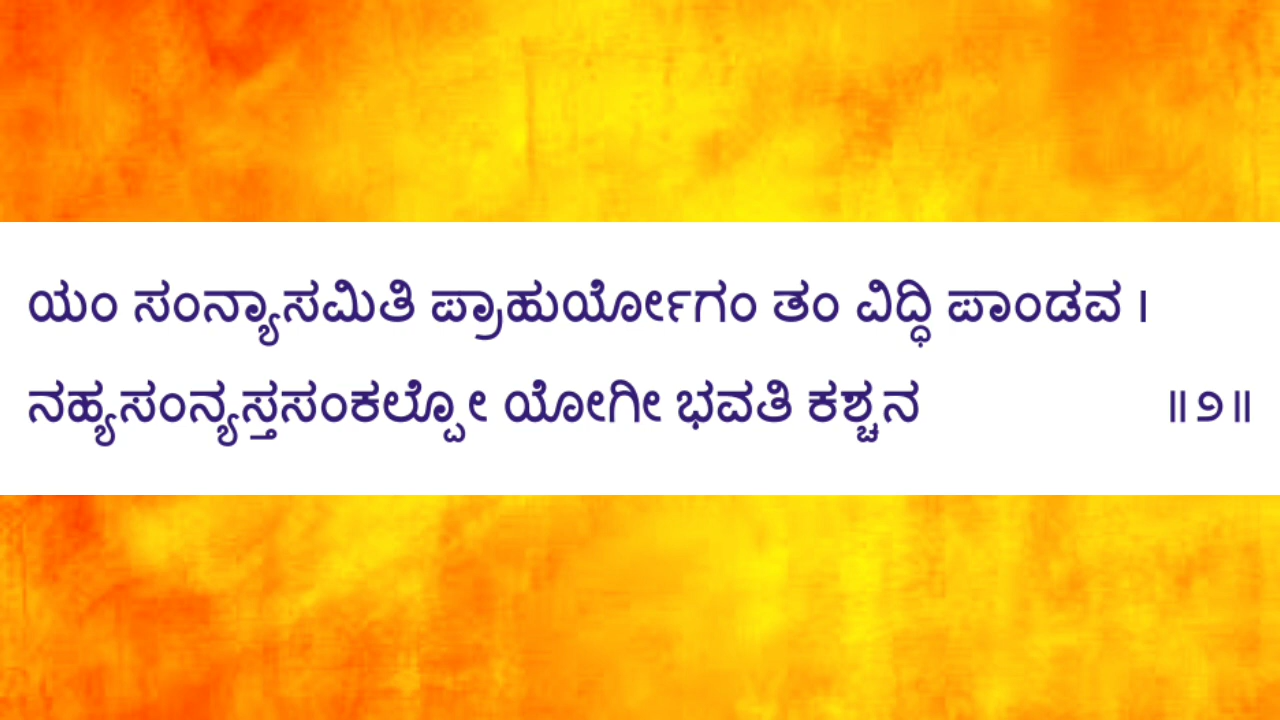 ಯಂ ಸಂನ್ಯಾಸಮಿತಿ ಪ್ರಾಹುರ್ಯೋಗಂ ತಂ ವಿದ್ಧಿ ಪಾಂಡವ ।
ನಹ್ಯಸಂನ್ಯಸ್ತಸಂಕಲ್ಪೋ ಯೋಗೀ ಭವತಿ ಕಶ್ಚನ ॥ ೨ ॥